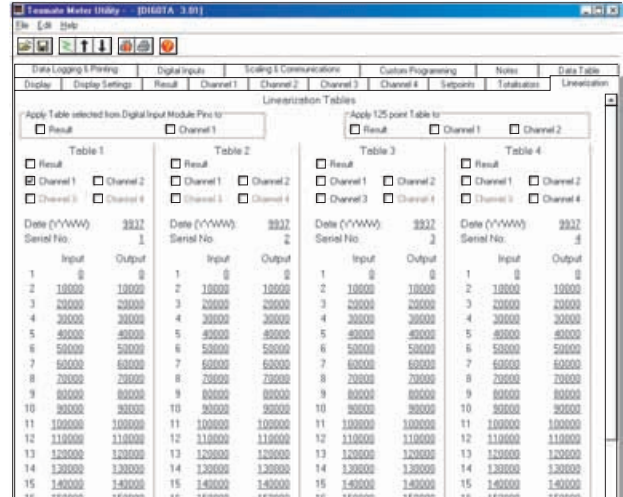 Texmate Meter Utility - - [DIGOTA 3.01]
File Edit Help
Data Logging & Printing Digital Inputs Scaling & Communications Custom Programming Notes Data Table
Display Display Settings Result Channel 1 Channel 2 Channel 3 Channel 4 Setpoints Totalisators Linearization
Linearization Tables
Apply Table selected from Digital Input Module Pins to Apply 125 point Table to
Result Channel 1 Result Channel 1 Channel 2
Table 1 Table 2 Table 3 Table 4
Result Result Result Result
Channel 1 Channel 2 Channel 1 Channel 2 Channel 1 Channel 2 Channel 1 Channel 2
Channel 3 Channel 4 Channel 3 Channel 4 Channel 3 Channel 4 Channel 3 Channel 4
Date (YYWW) 9937 Date (YYWW) 9937 Date (YYWW) 9937 Date (YYWW) 9937
Serial No. 1 Serial No. 2 Serial No. 3 Serial No. 4
Input Output Input Output Input Output Input Output
1 0 0 1 0 0 1 0 0 1 0 0
2 10000 10000 2 10000 10000 2 10000 10000 2 10000 10000
3 20000 20000 3 20000 20000 3 20000 20000 3 20000 20000
4 30000 30000 4 30000 30000 4 30000 30000 4 30000 30000
5 40000 40000 5 40000 40000 5 40000 40000 5 40000 40000
6 50000 50000 6 50000 50000 6 50000 50000 6 50000 50000
7 60000 60000 7 60000 60000 7 60000 60000 7 60000 60000
8 70000 70000 8 70000 70000 8 70000 70000 8 70000 70000
9 80000 80000 9 80000 80000 9 80000 80000 9 80000 80000
10 90000 90000 10 90000 90000 10 90000 90000 10 90000 90000
11 100000 100000 11 100000 100000 11 100000 100000 11 100000 100000
12 110000 110000 12 110000 110000 12 110000 110000 12 110000 110000
13 120000 120000 13 120000 120000 13 120000 120000 13 120000 120000
14 130000 130000 14 130000 130000 14 130000 130000 14 130000 130000
15 140000 140000 15 140000 140000 15 140000 140000 15 140000 140000